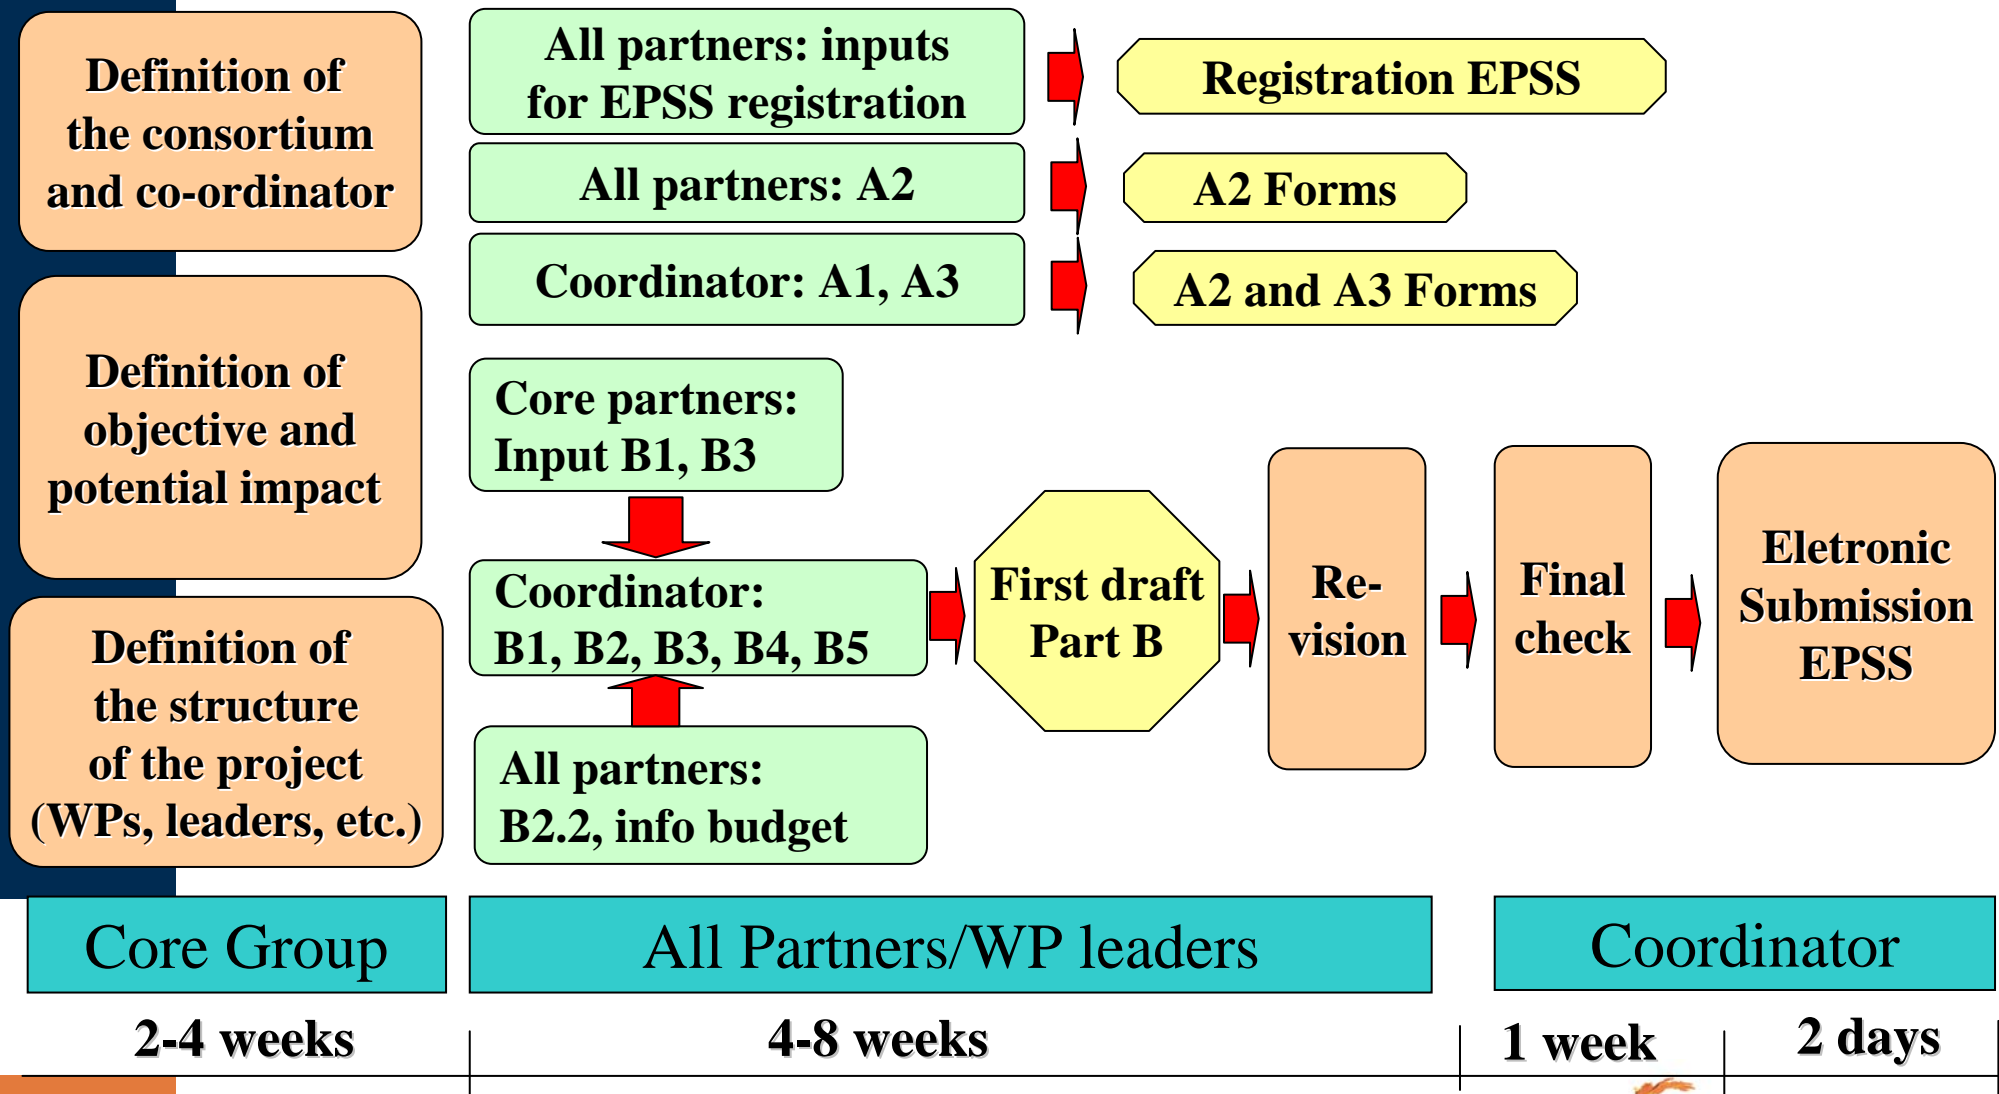 Definition of
the consortium
and co-ordinator
Definition of
objective and
potential impact
Definition of
the structure
of the project
(WPs, leaders, etc.)
All partners: inputs
for EPSS registration
Registration EPSS
All partners: A2
A2 Forms
Coordinator: A1, A3
A2 and A3 Forms
Core partners:
Input B1, B3
Coordinator:
B1, B2, B3, B4, B5
All partners:
B2.2, info budget
First draft
Part B
Re-
vision
Final
check
Eletronic
Submission
EPSS
Core Group
All Partners/WP leaders
Coordinator
2-4 weeks
4-8 weeks
1 week
2 days